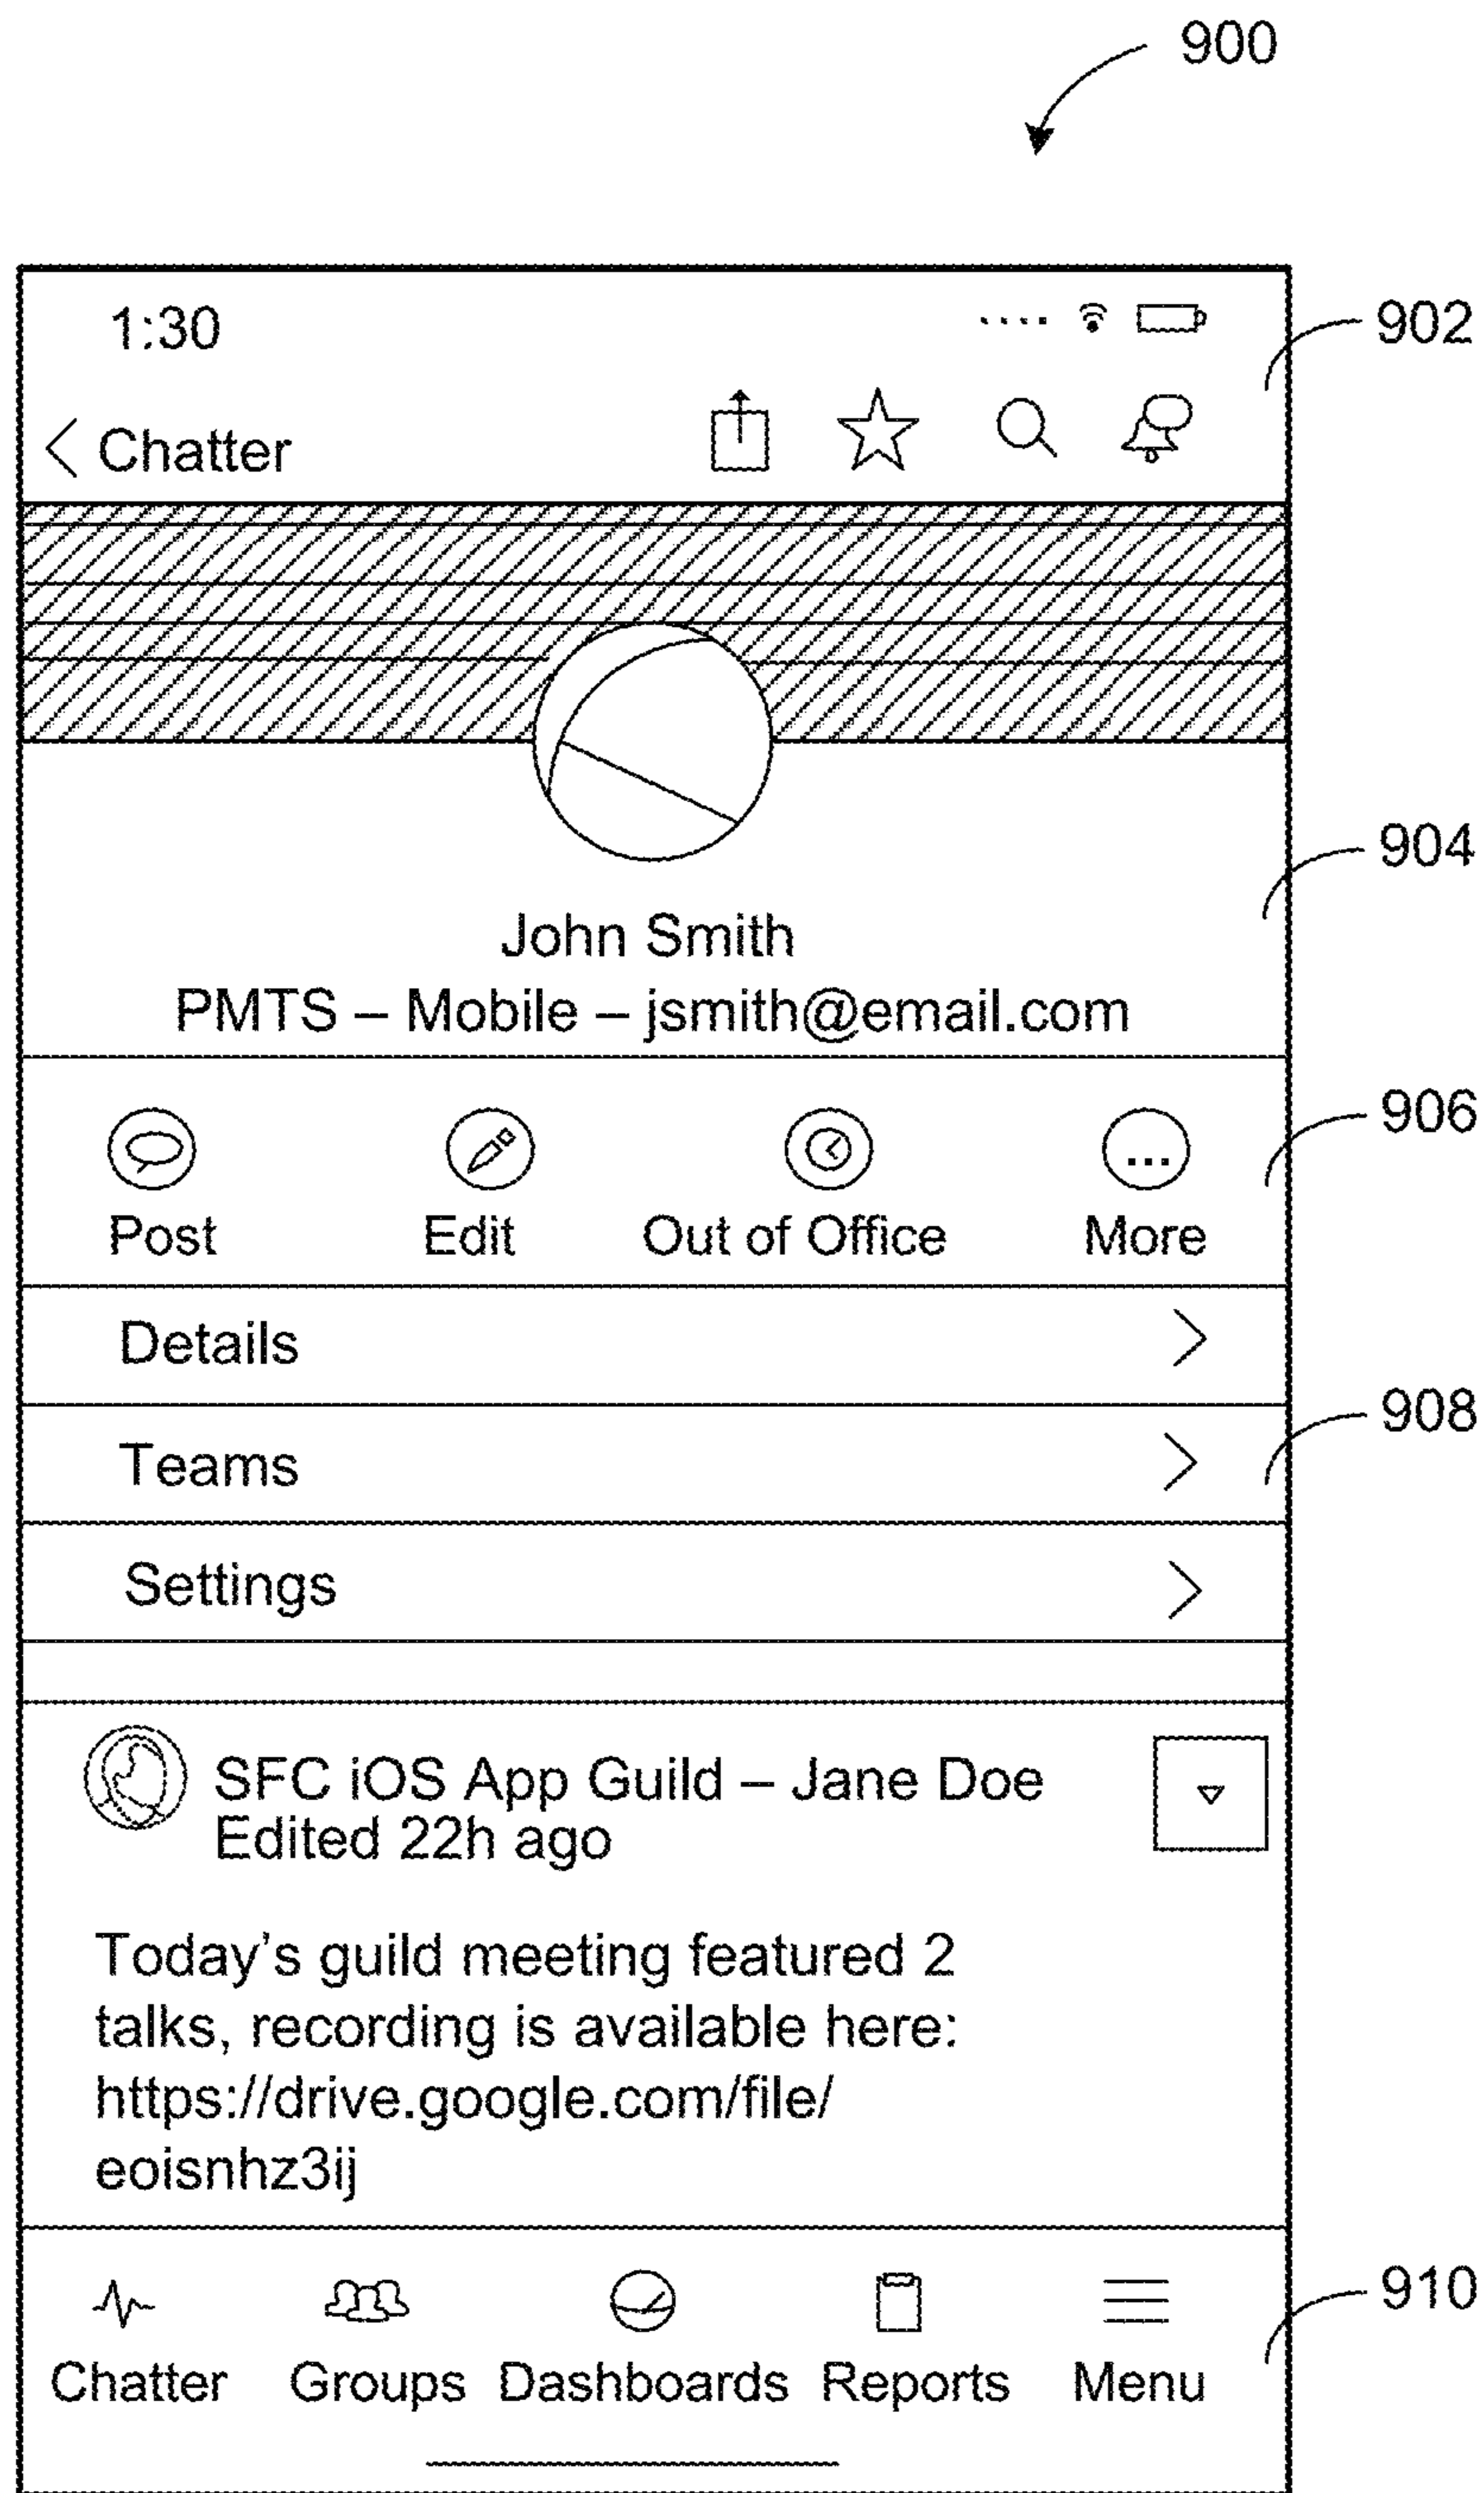 900
1:30
902
Chatter
904
John Smith
PMTS – Mobile – jsmith@email.com
906
Post Edit Out of Office More
Details
908
Teams
Settings
SFC iOS App Guild – Jane Doe
Edited 22h ago
Today's guild meeting featured 2
talks, recording is available here:
https://drive.google.com/file/
eoisnhz3ij
910
Chatter Groups Dashboards Reports Menu